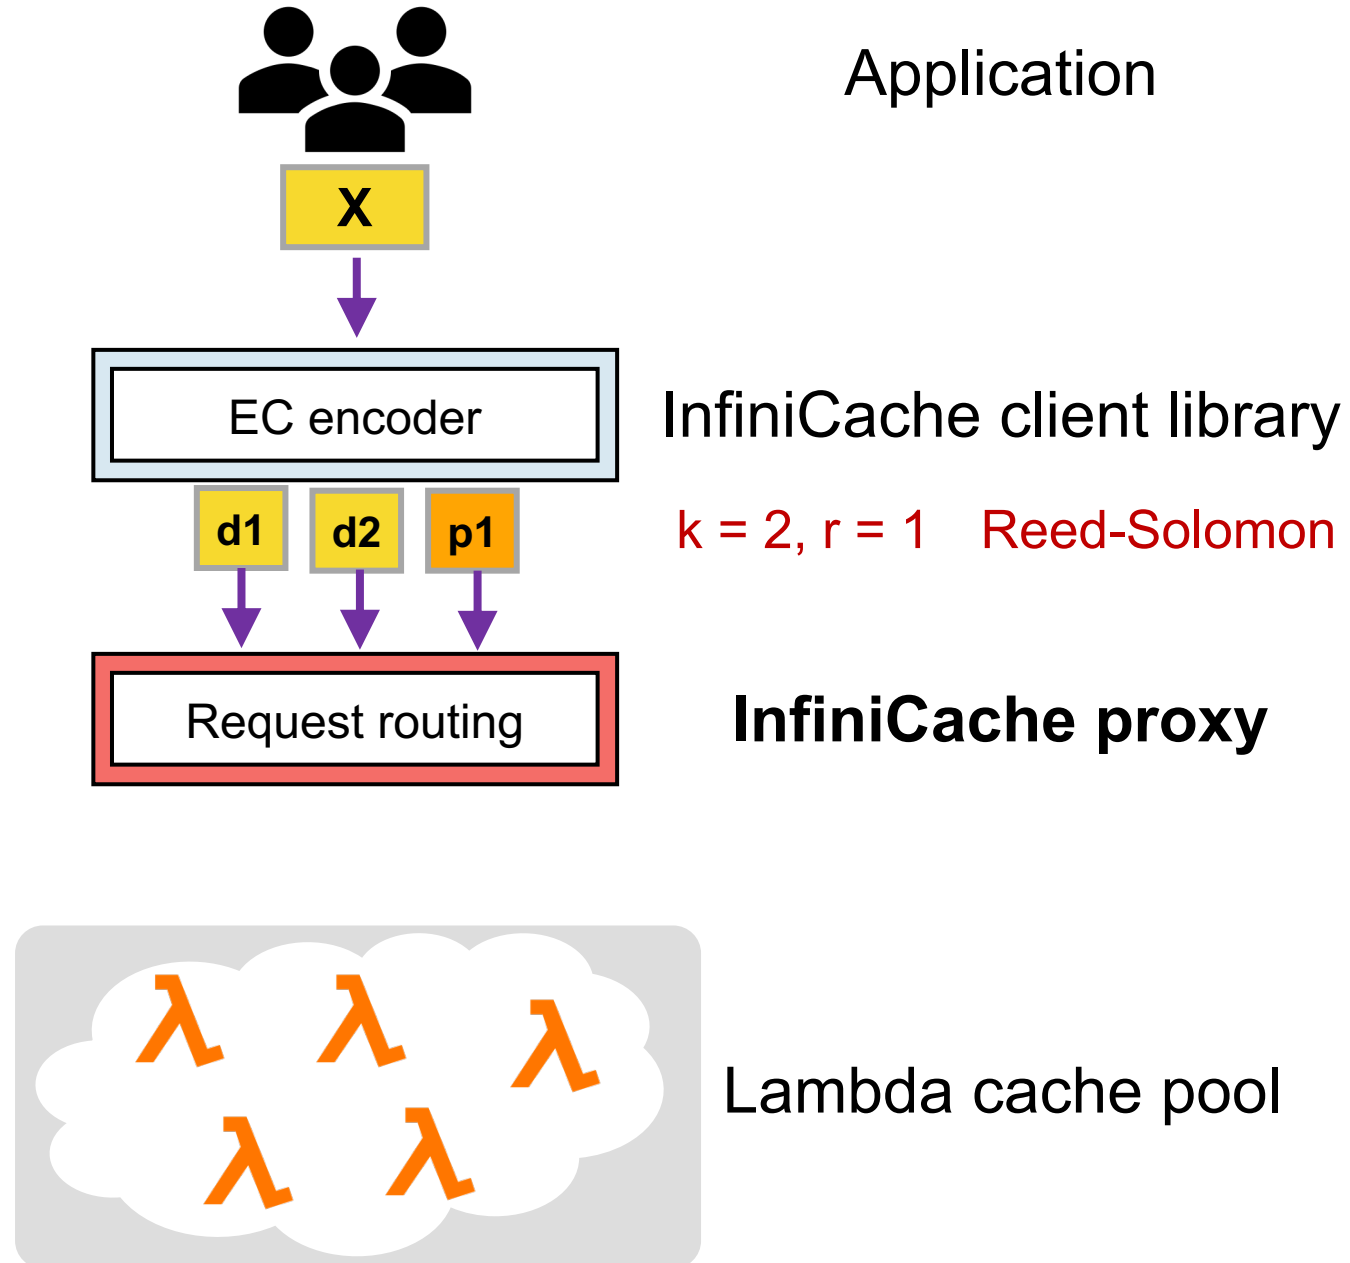 Application
X
EC encoder
InfiniCache client library
d1 d2 p1
k = 2, r = 1 Reed-Solomon
Request routing
InfiniCache proxy
λ λ λ
λ λ
Lambda cache pool